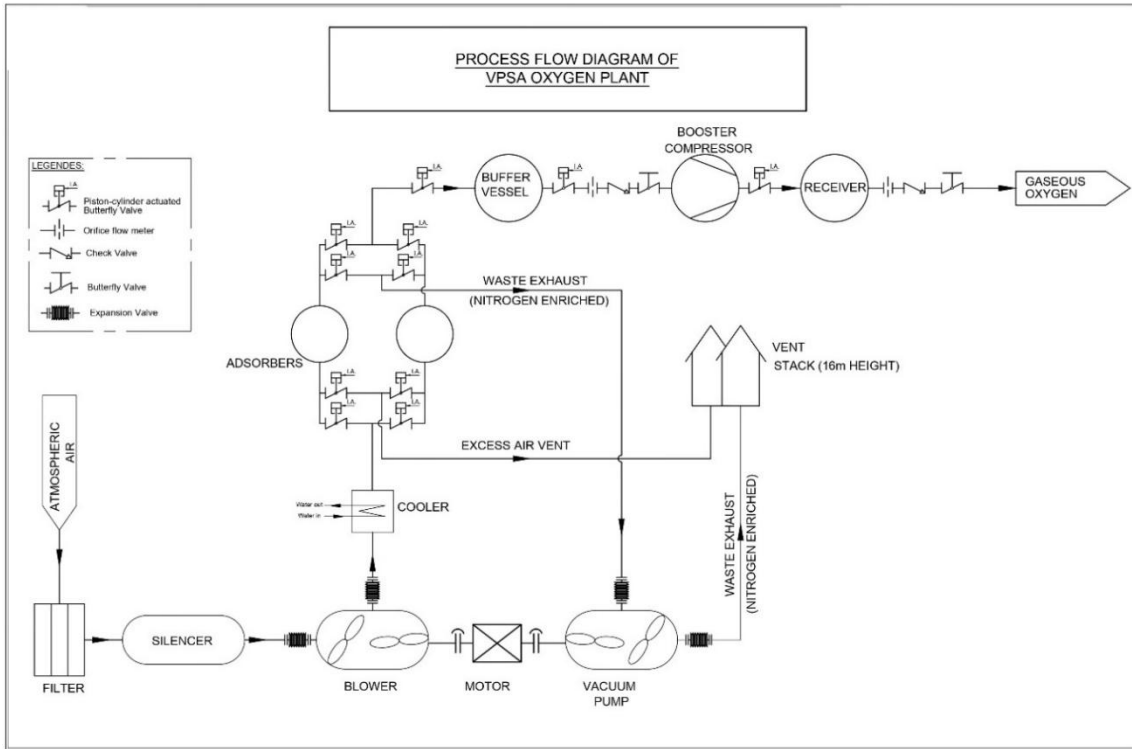 PROCESS FLOW DIAGRAM OF
VPSA OXYGEN PLANT
LEGENDES:
I.A.
Piston-cylinder actuated
Butterfly Valve
Orifice flow meter
Check Valve
Butterfly Valve
Expansion Valve
I.A.
BUFFER
VESSEL
I.A.
BOOSTER
COMPRESSOR
I.A.
RECEIVER
GASEOUS
OXYGEN
I.A.
I.A.
I.A.
I.A.
WASTE EXHAUST
(NITROGEN ENRICHED)
ADSORBERS
VENT
STACK (16m HEIGHT)
I.A.
I.A.
I.A.
I.A.
EXCESS AIR VENT
ATMOSPHERIC
AIR
Water out
Water in
COOLER
WASTE EXHAUST
(NITROGEN ENRICHED)
FILTER
SILENCER
BLOWER
MOTOR
VACUUM
PUMP